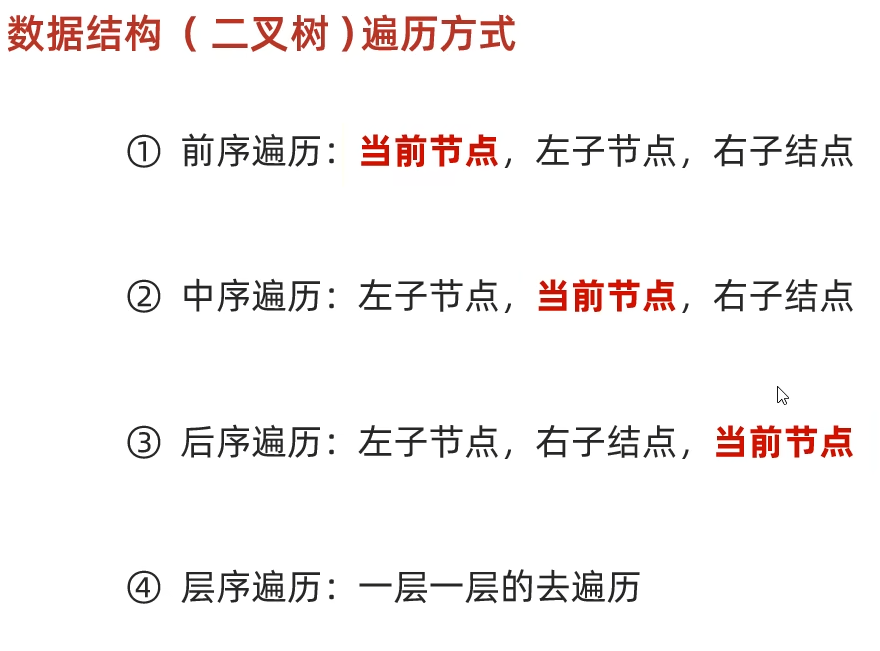 数据结构（二叉树）遍历方式
① 前序遍历：当前节点，左子节点，右子结点
② 中序遍历：左子节点，当前节点，右子结点
③ 后序遍历：左子节点，右子结点，当前节点
④ 层序遍历：一层一层的去遍历